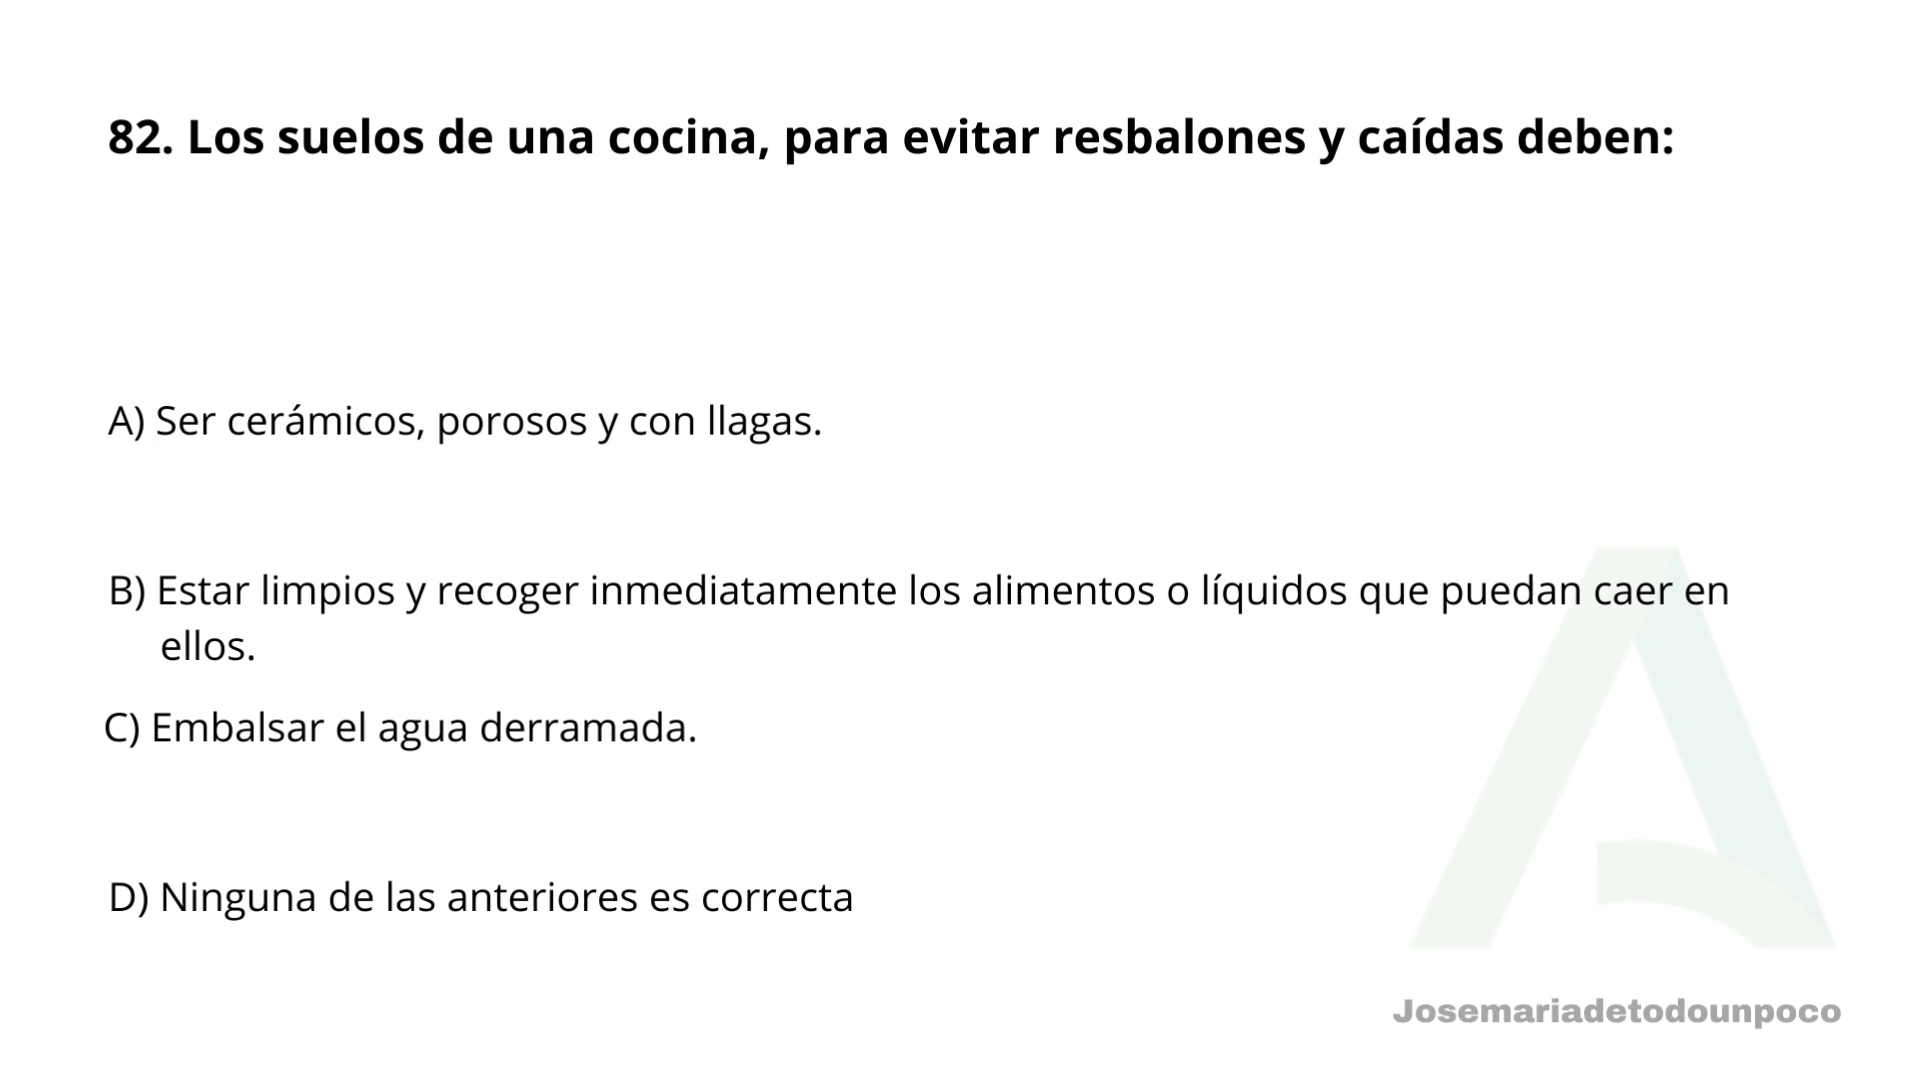 82. Los suelos de una cocina, para evitar resbalones y caídas deben:
A) Ser cerámicos, porosos y con llagas.
B) Estar limpios y recoger inmediatamente los alimentos o líquidos que puedan caer en
ellos.
C) Embalsar el agua derramada.
D) Ninguna de las anteriores es correcta
Josemariadetodounpoco